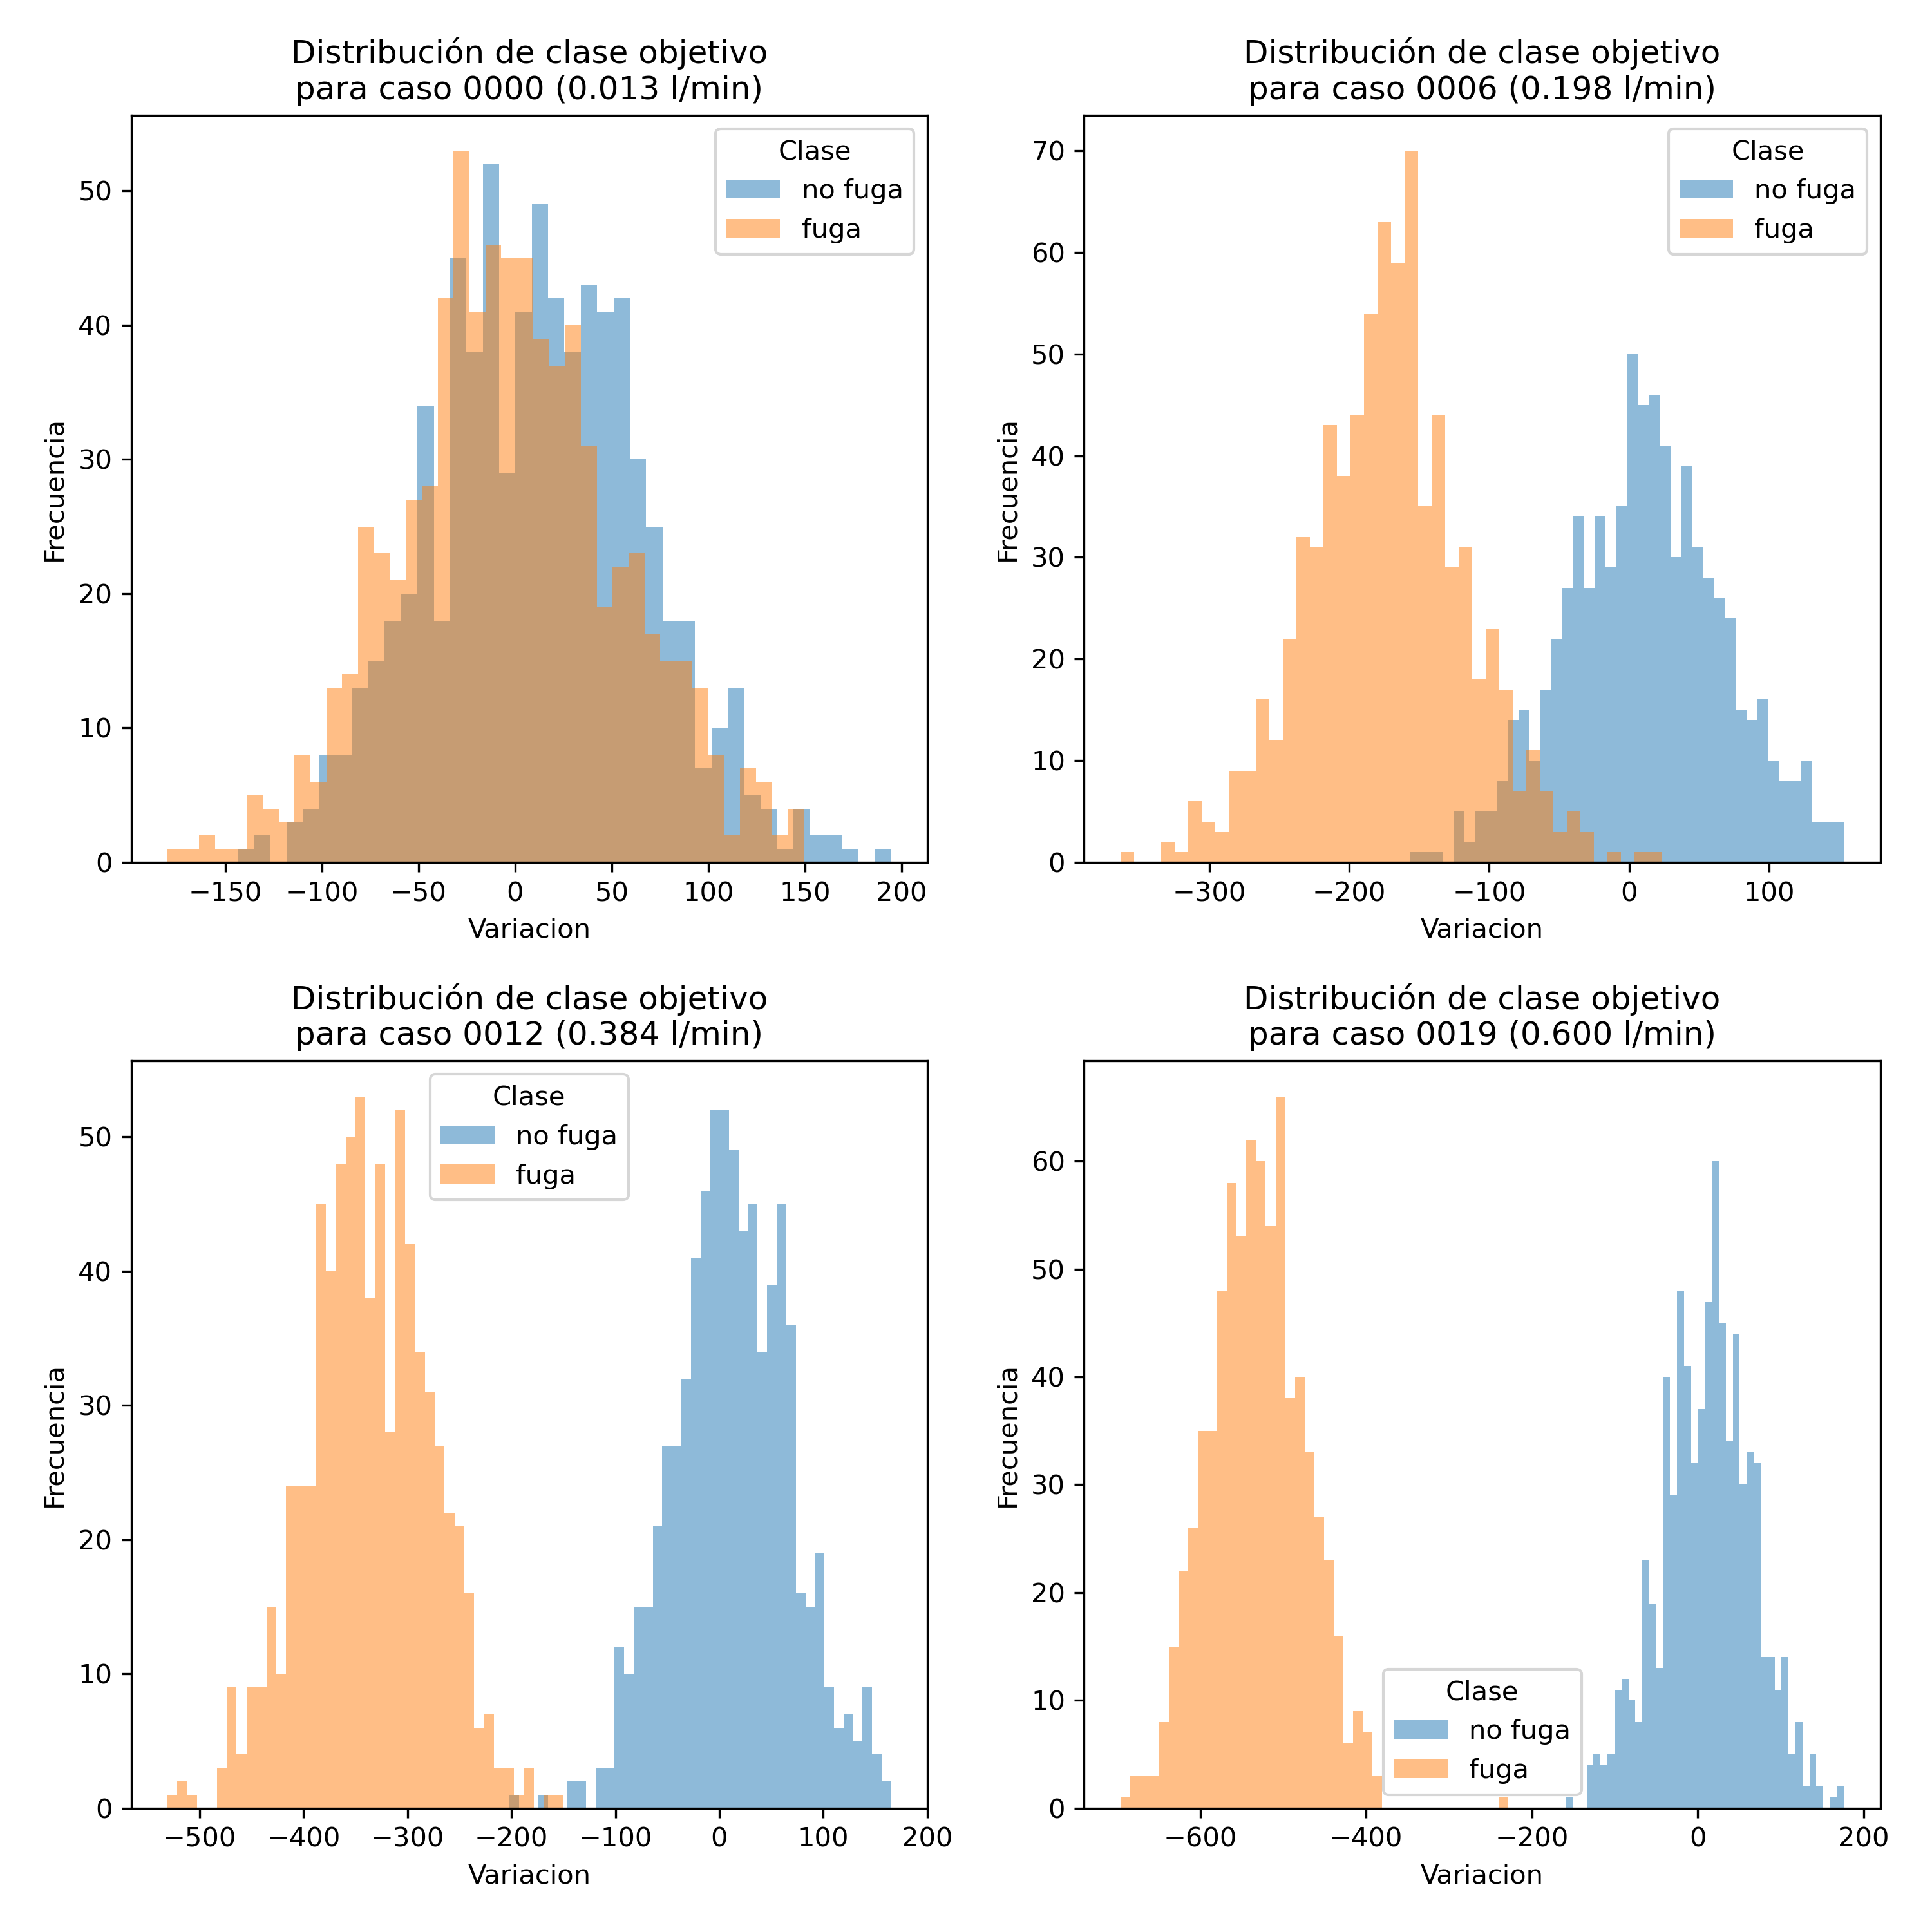 Distribución de clase objetivo
para caso 0000 (0.013 l/min)
Clase
no fuga
fuga
Frecuencia
50
40
30
20
10
0
−150 −100 −50 0 50 100 150 200
Variacion
Distribución de clase objetivo
para caso 0006 (0.198 l/min)
Clase
no fuga
fuga
Frecuencia
70
60
50
40
30
20
10
0
−300 −200 −100 0 100
Variacion
Distribución de clase objetivo
para caso 0012 (0.384 l/min)
Clase
no fuga
fuga
Frecuencia
50
40
30
20
10
0
−500 −400 −300 −200 −100 0 100 200
Variacion
Distribución de clase objetivo
para caso 0019 (0.600 l/min)
Frecuencia
60
50
40
30
20
10
0
Clase
no fuga
fuga
−600 −400 −200 0 200
Variacion